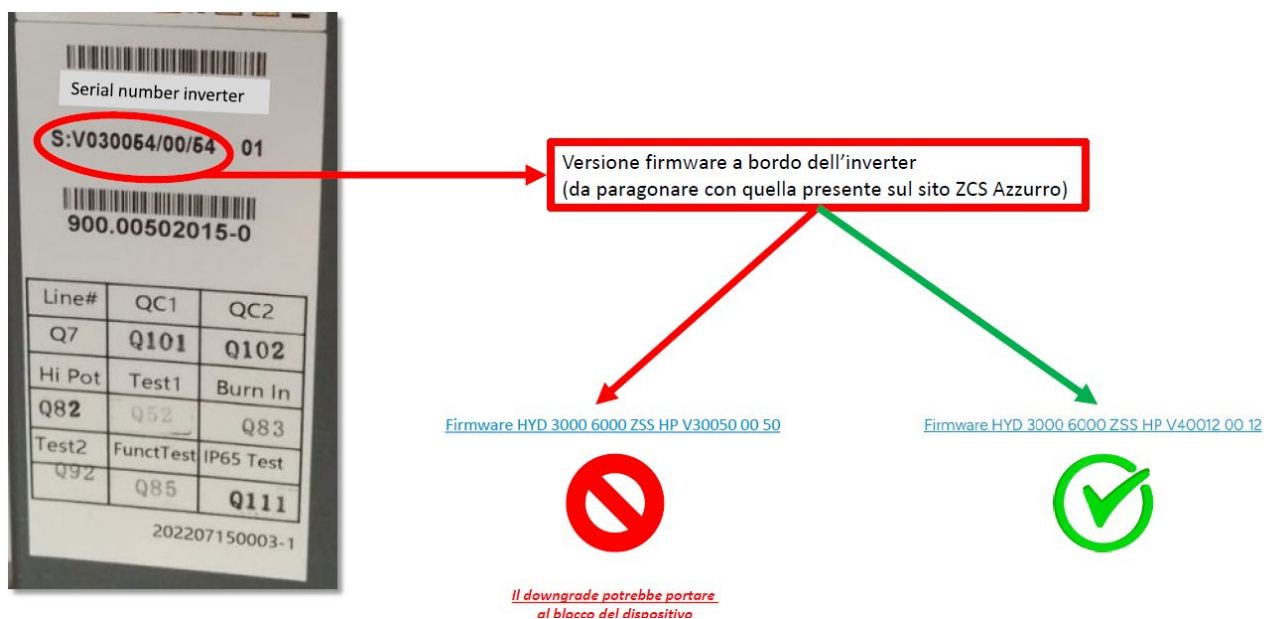 Serial number inverter
S:V030054/00/54 01
900.00502015-0
Line# QC1 QC2
Q7 Q101 Q102
Hi Pot Test1 Burn In
Q82 Q52 Q83
Test2 FunctTest IP65 Test
Q92 Q85 Q111
202207150003-1
Versione firmware a bordo dell'inverter
(da paragonare con quella presente sul sito ZCS Azzurro)
Firmware HYD 3000 6000 ZSS HP V30050 00 50
Firmware HYD 3000 6000 ZSS HP V40012 00 12
Il downgrade potrebbe portare
al blocco del dispositivo